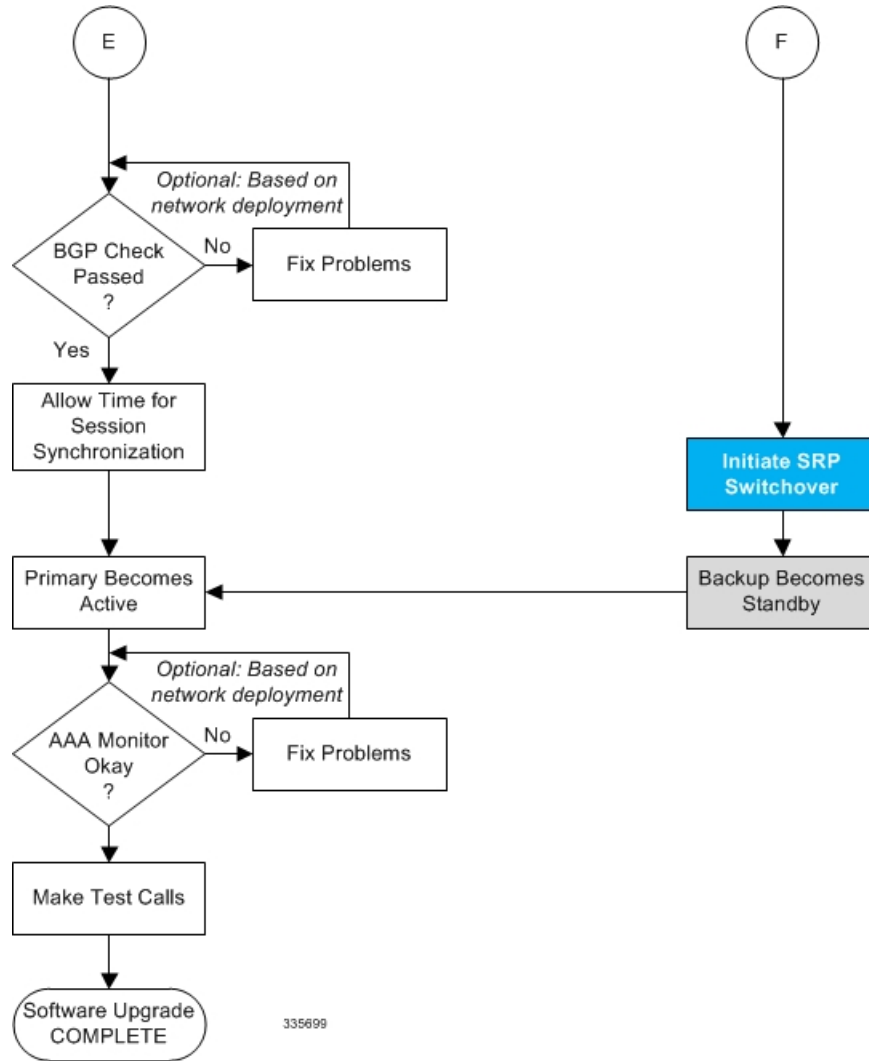 E
F
Optional: Based on
network deployment
BGP Check
Passed
?
No
Fix Problems
Yes
Allow Time for
Session
Synchronization
Initiate SRP
Switchover
Primary Becomes
Active
Backup Becomes
Standby
Optional: Based on
network deployment
AAA Monitor
Okay
?
No
Fix Problems
Make Test Calls
Software Upgrade
COMPLETE
335699